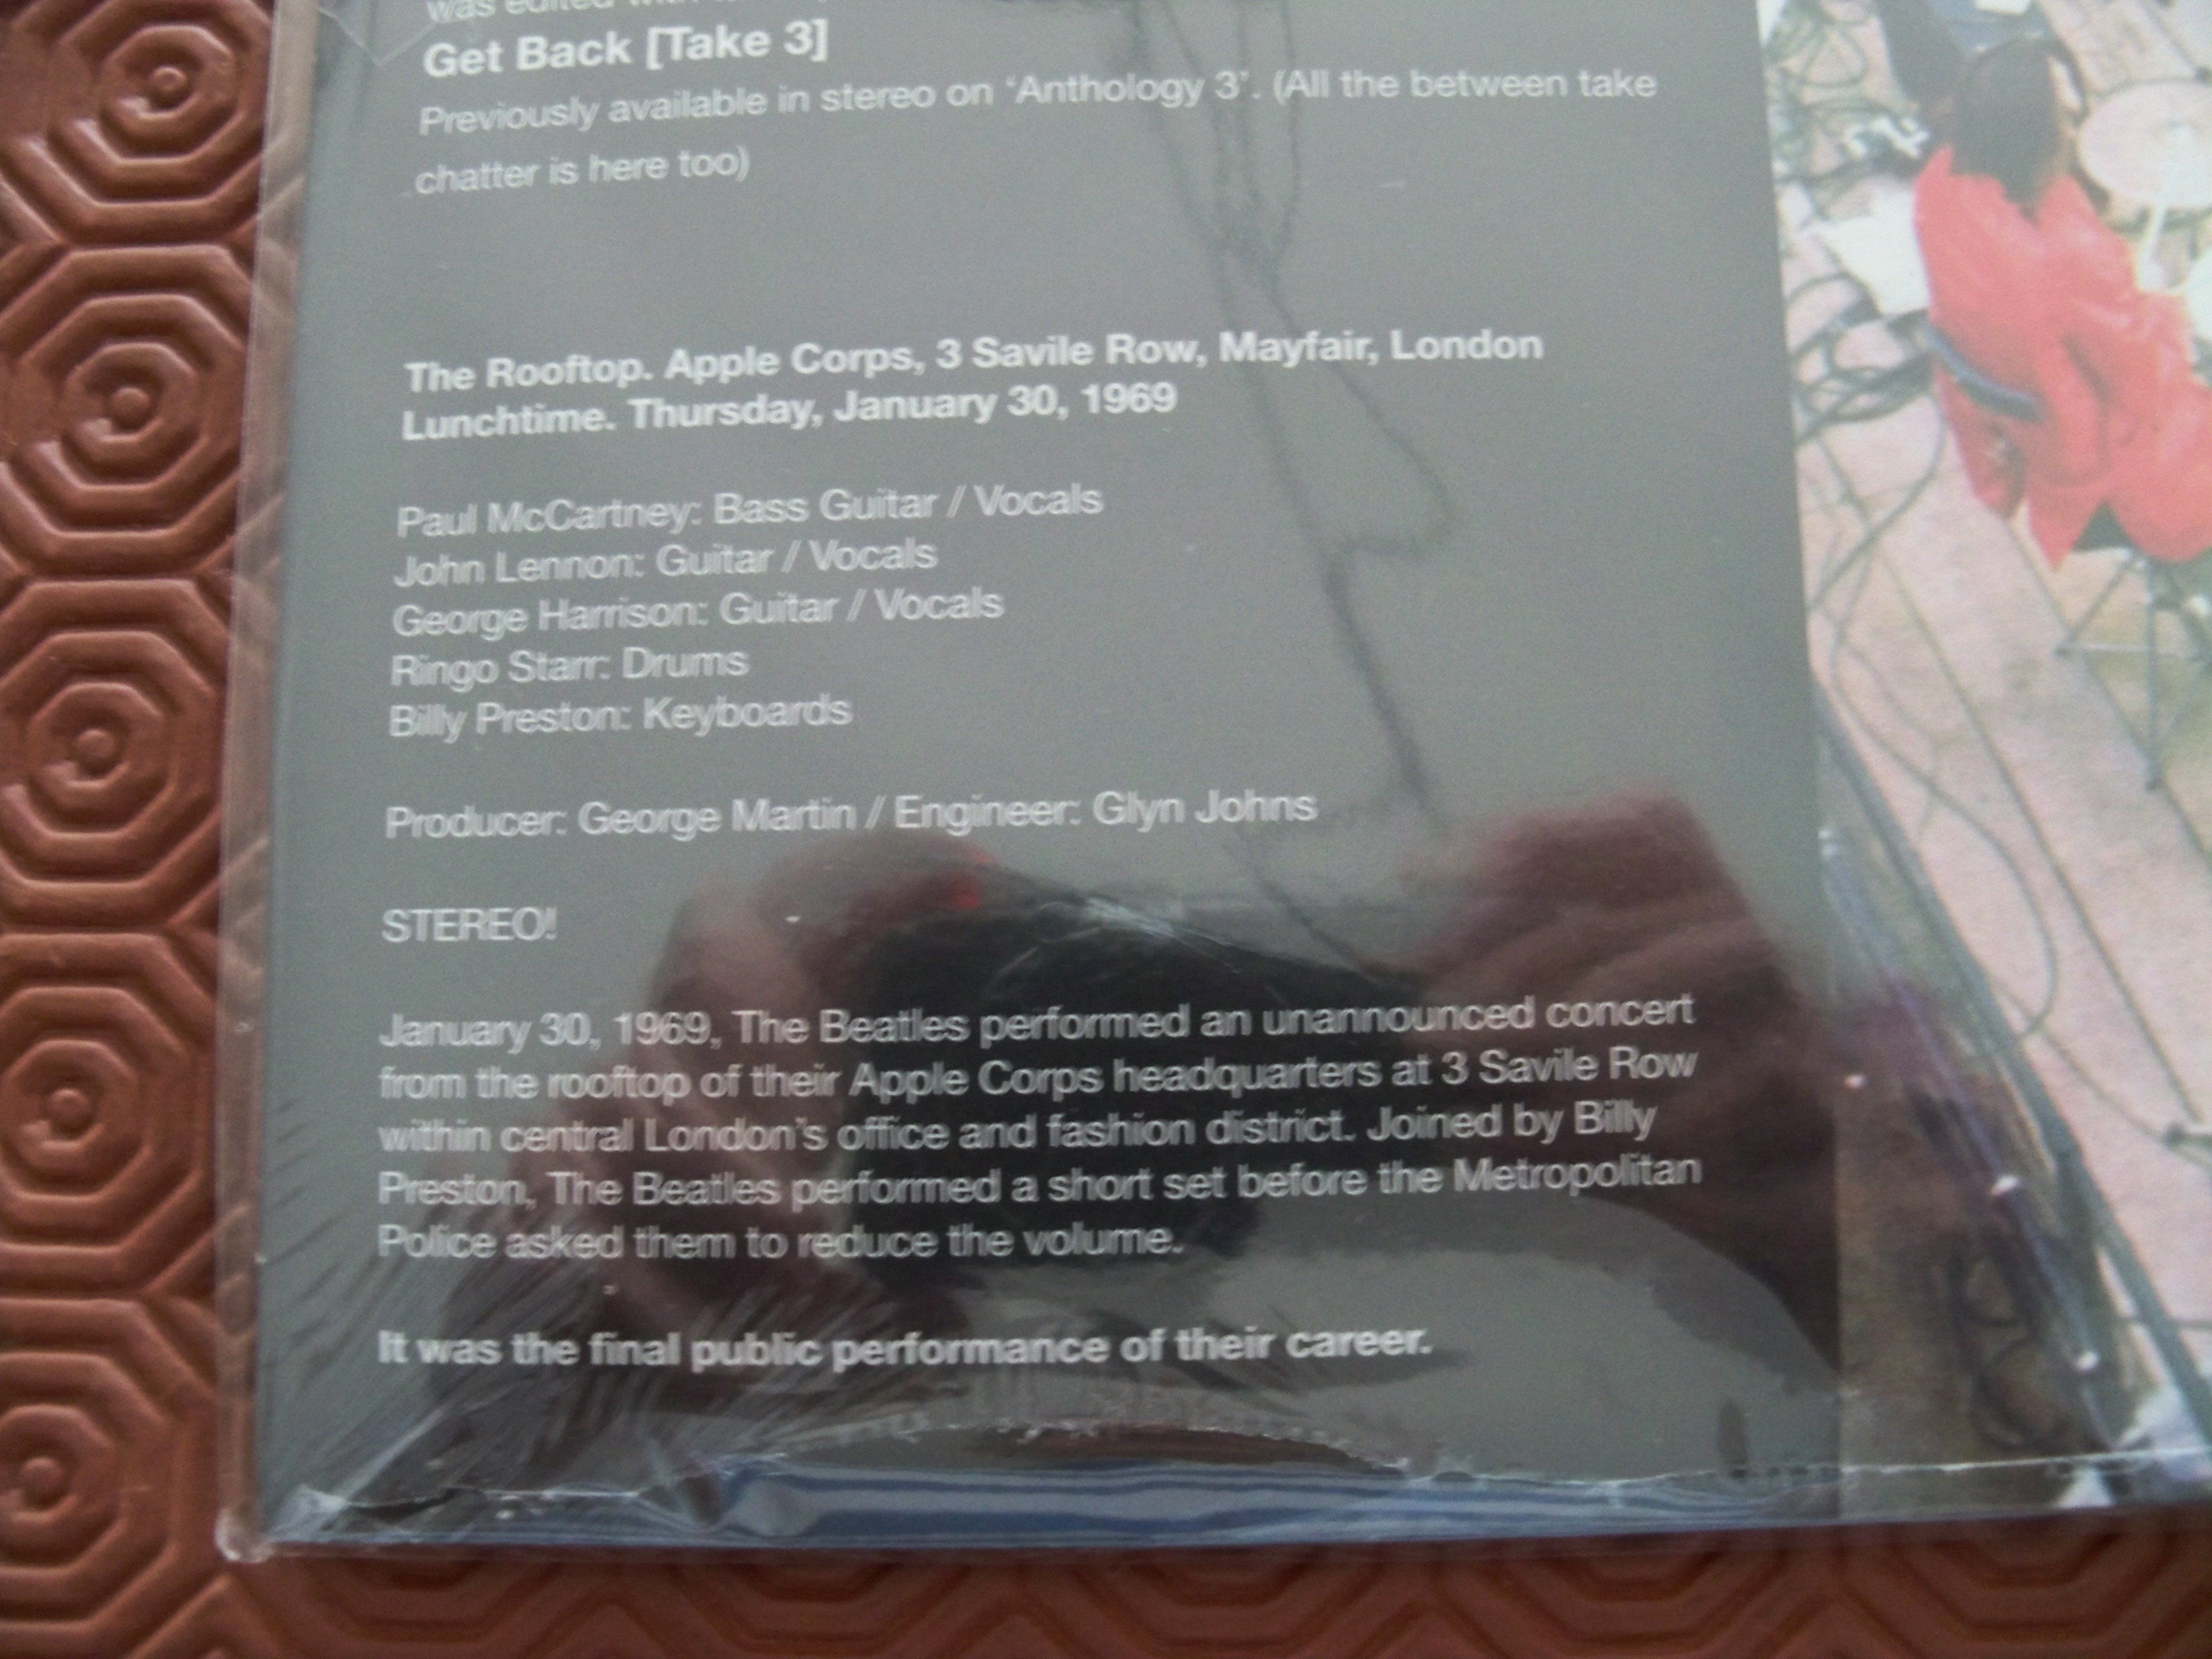 was edited with
Get Back [Take 3]
Previously available in stereo on ‘Anthology 3’. (All the between take
chatter is here too)
The Rooftop. Apple Corps, 3 Savile Row, Mayfair, London
Lunchtime. Thursday, January 30, 1969
Paul McCartney: Bass Guitar / Vocals
John Lennon: Guitar / Vocals
George Harrison: Guitar / Vocals
Ringo Starr: Drums
Billy Preston: Keyboards
Producer: George Martin / Engineer: Glyn Johns
STEREO!
January 30, 1969, The Beatles performed an unannounced concert
from the rooftop of their Apple Corps headquarters at 3 Savile Row
within central London’s office and fashion district. Joined by Billy
Preston, The Beatles performed a short set before the Metropolitan
Police asked them to reduce the volume.
It was the final public performance of their career.